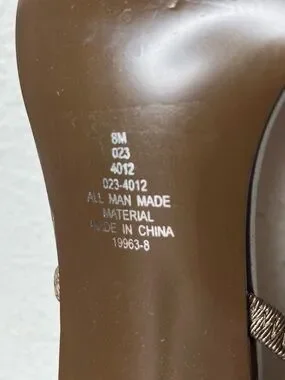 8M
023
4012
023-4012
ALL MAN MADE
MATERIAL
MADE IN CHINA
19963-8